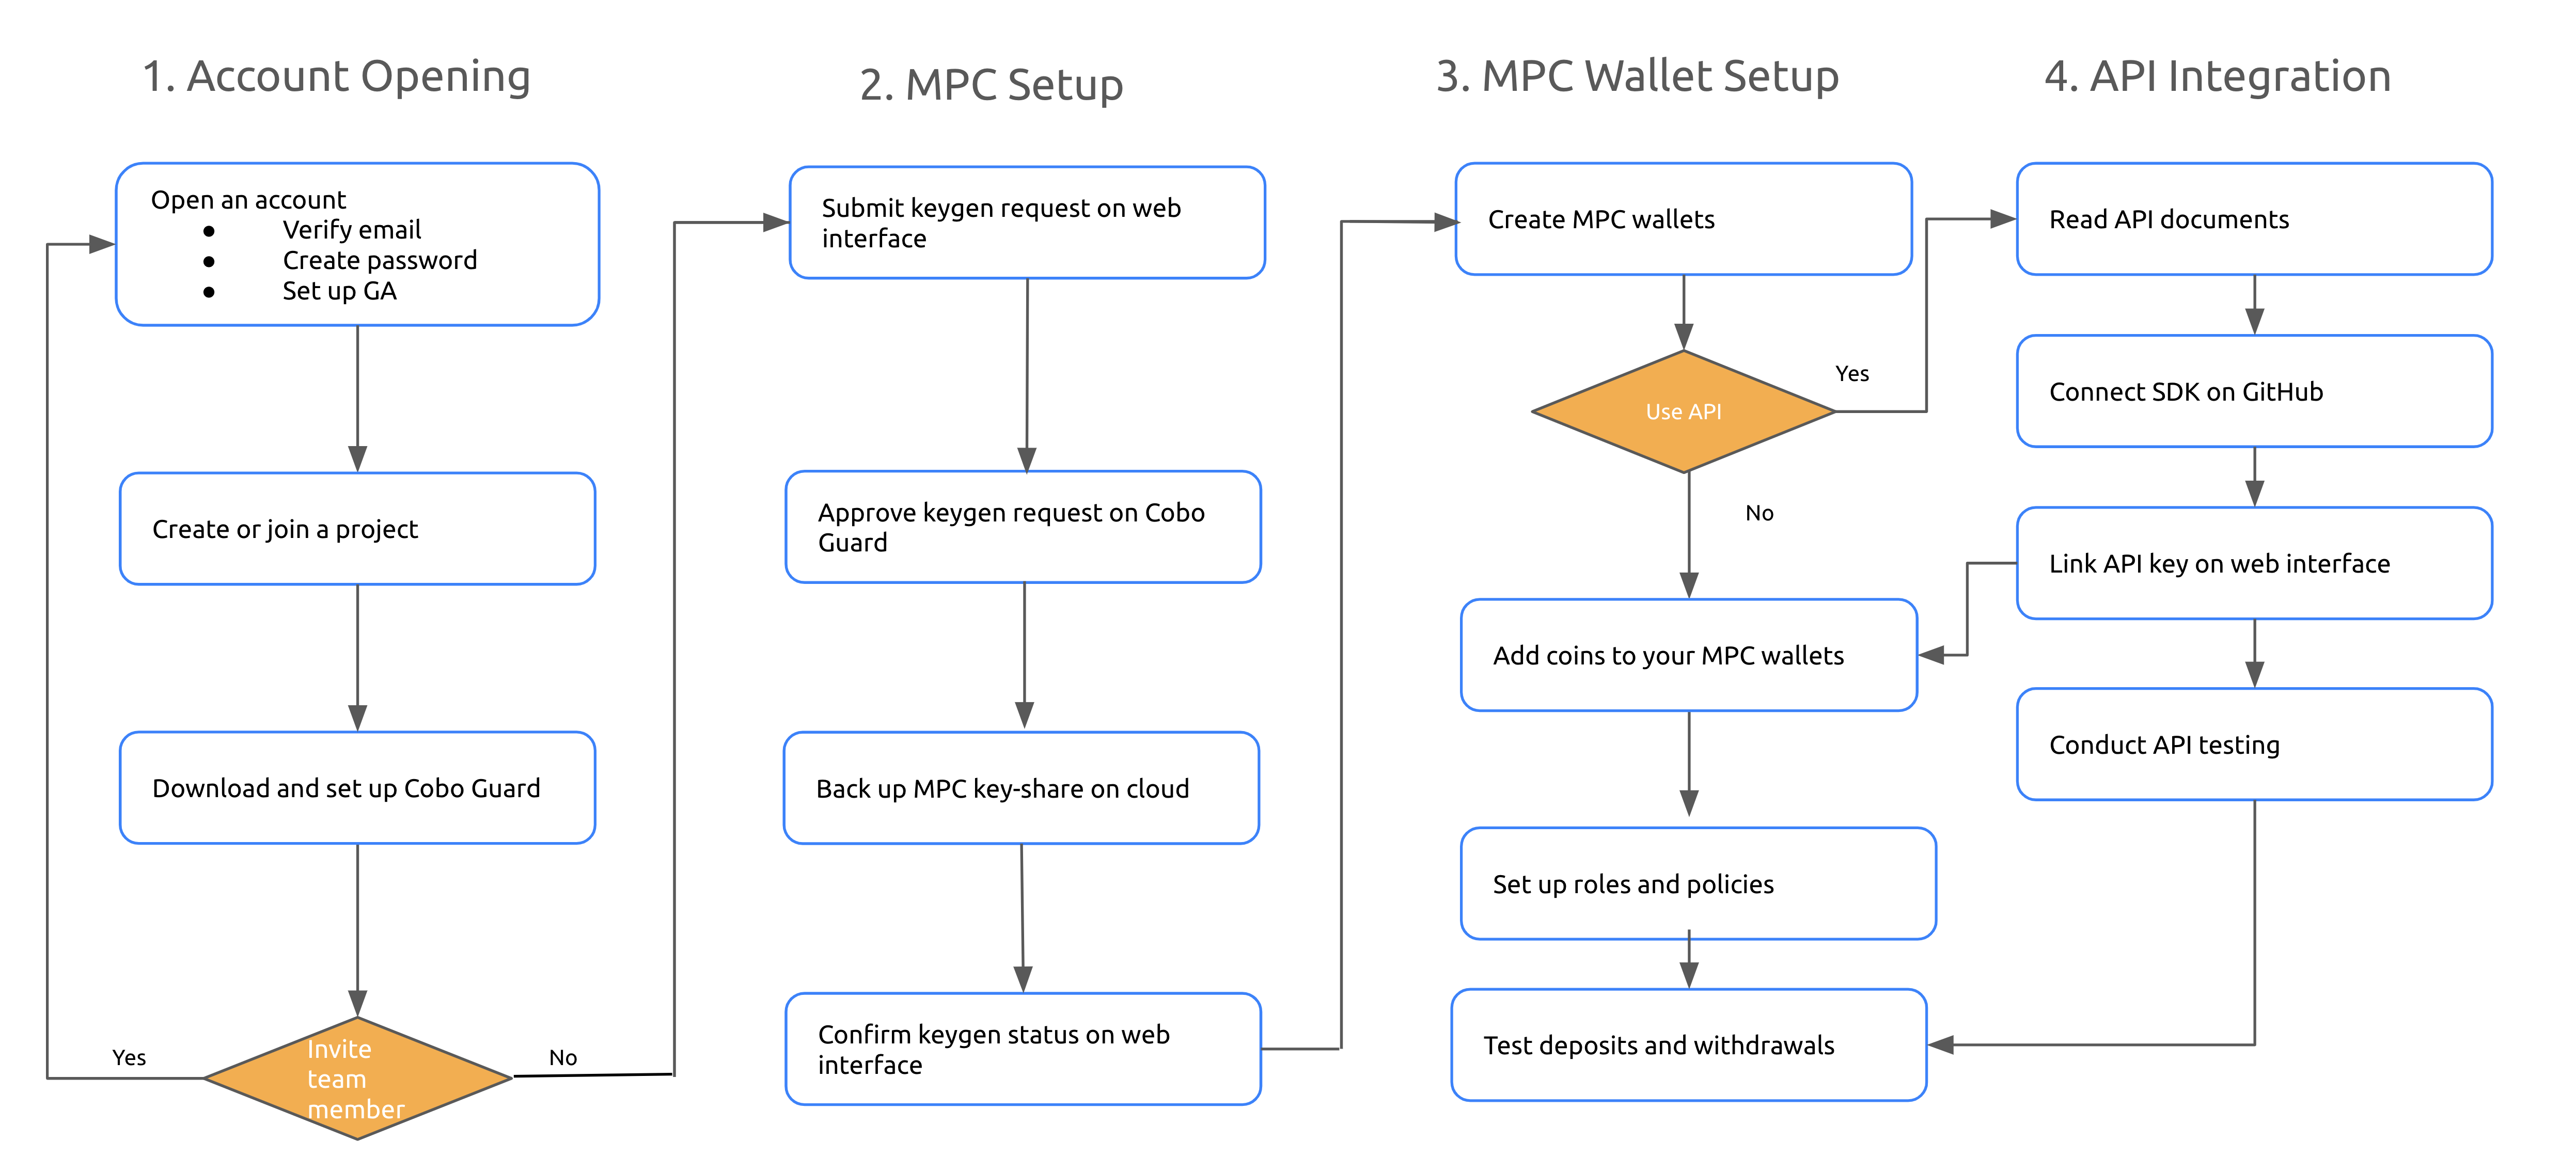 1. Account Opening
Open an account
● Verify email
● Create password
● Set up GA
Create or join a project
Download and set up Cobo Guard
Invite
team
member
Yes
No
2. MPC Setup
Submit keygen request on web
interface
Approve keygen request on Cobo
Guard
Back up MPC key-share on cloud
Confirm keygen status on web
interface
3. MPC Wallet Setup
Create MPC wallets
Use API
Yes
No
Add coins to your MPC wallets
Set up roles and policies
Test deposits and withdrawals
4. API Integration
Read API documents
Connect SDK on GitHub
Link API key on web interface
Conduct API testing